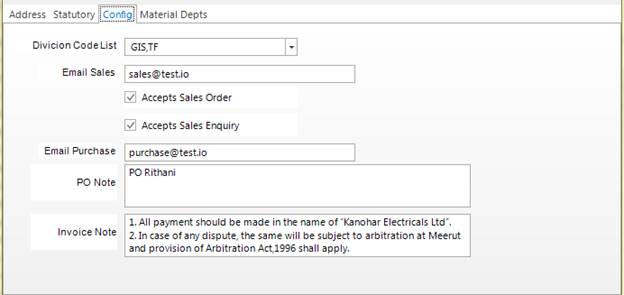 Address Statutory Config Material Depts
Divicion Code List GIS,TF
Email Sales sales@test.io
Accepts Sales Order
Accepts Sales Enquiry
Email Purchase purchase@test.io
PO Note PO Rithani
Invoice Note 1. All payment should be made in the name of “Kanohar Electricals Ltd”.
2. In case of any dispute, the same will be subject to arbitration at Meerut
and provision of Arbitration Act,1996 shall apply.